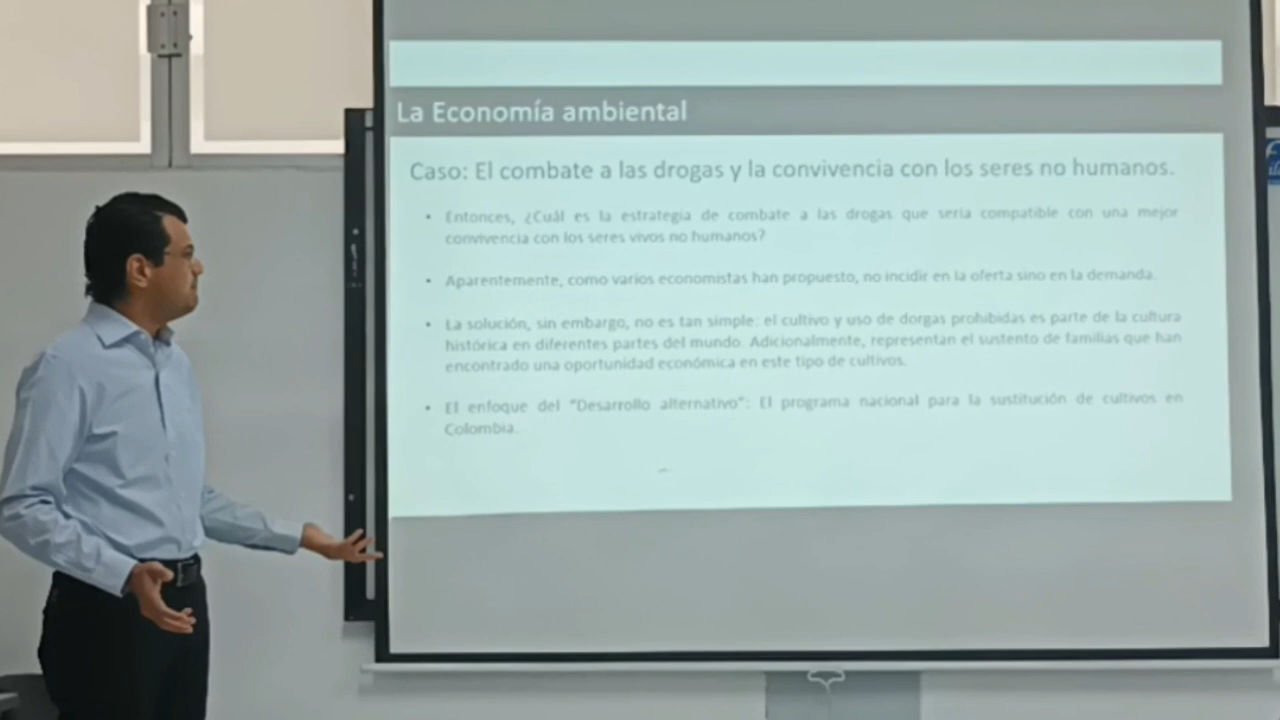 La Economía ambiental
Caso: El combate a las drogas y la convivencia con los seres no humanos.
• Entonces, ¿Cuál es la estrategia de combate a las drogas que sería compatible con una mejor
convivencia con los seres vivos no humanos?
• Aparentemente, como varios economistas han propuesto, no incidir en la oferta sino en la demanda.
• La solución, sin embargo, no es tan simple: el cultivo y uso de dorgas prohibidas es parte de la cultura
histórica en diferentes partes del mundo. Adicionalmente, representan el sustento de familias que han
encontrado una oportunidad económica en este tipo de cultivos.
• El enfoque del "Desarrollo alternativo": El programa nacional para la sustitución de cultivos en
Colombia.